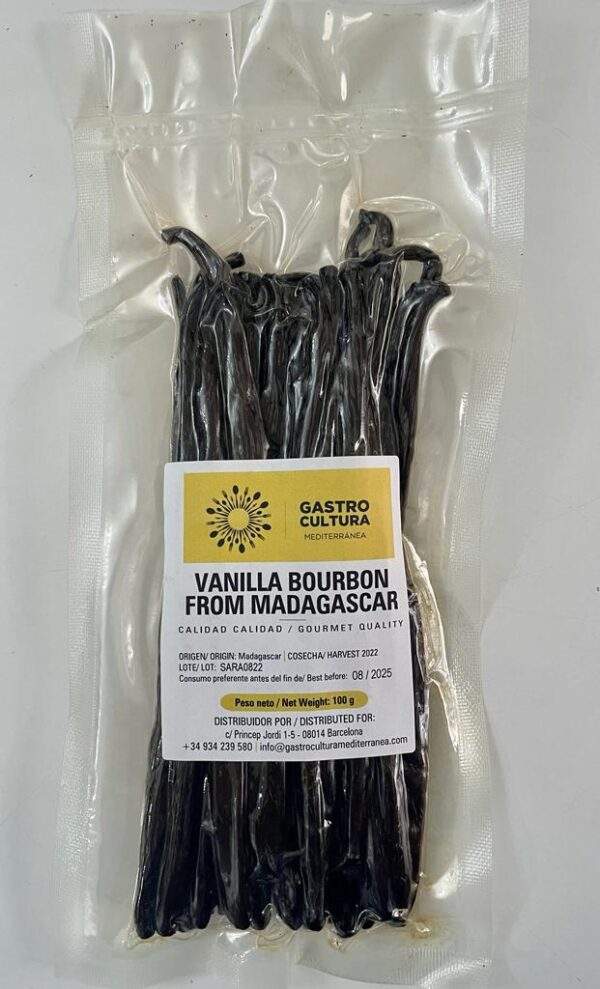 GASTRO
CULTURA
MEDITERRÁNEA
VANILLA BOURBON
FROM MADAGASCAR
CALIDAD CALIDAD / GOURMET QUALITY
ORIGEN/ ORIGIN: Madagascar | COSECHA/ HARVEST 2022
LOTE/ LOT: SARA0822
Consumo preferente antes del fin de/ Best before: 08 / 2025
Peso neto / Net Weight: 100 g
DISTRIBUIDOR POR / DISTRIBUTED FOR:
c/ Princep Jordi 1-5 - 08014 Barcelona
+34 934 239 580 | info@gastroculturamediterranea.com